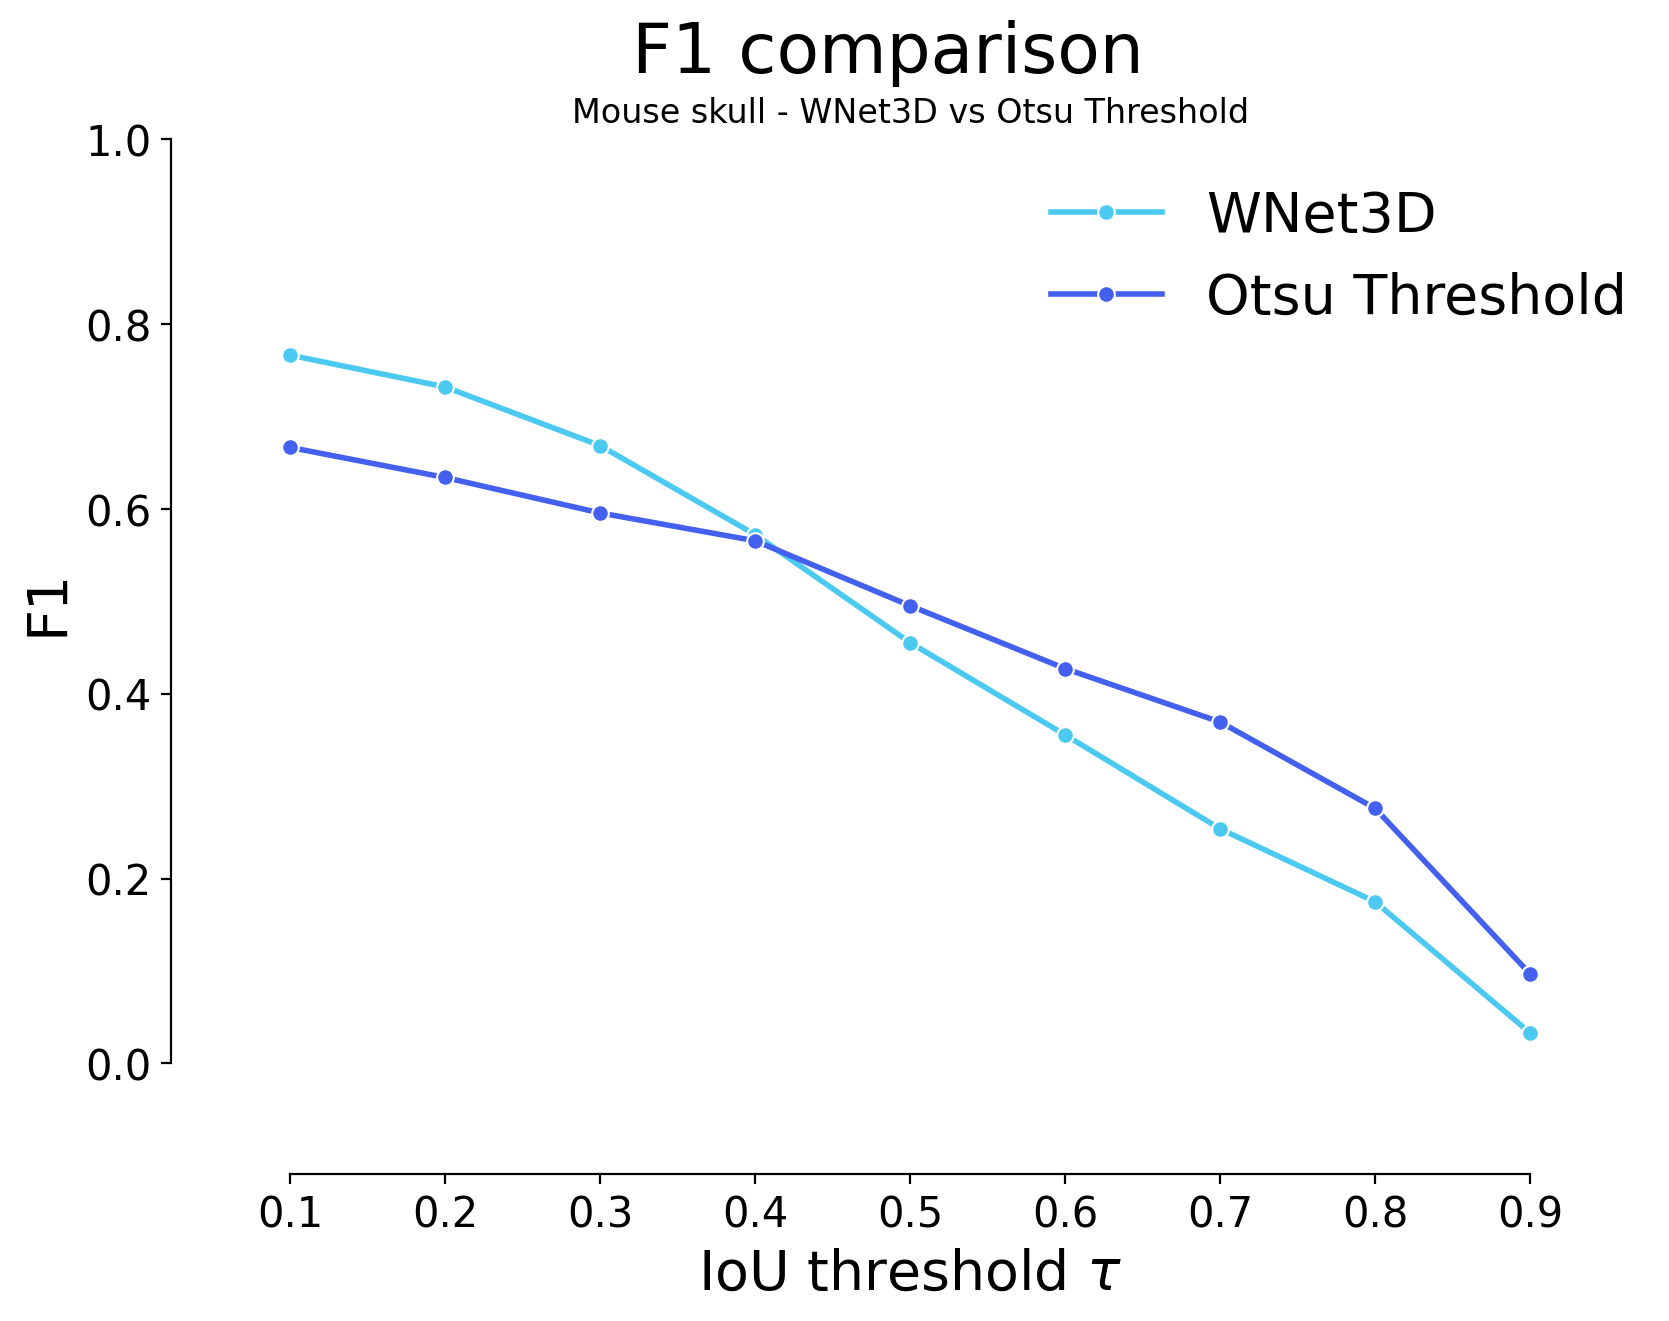 F1 comparison
Mouse skull - WNet3D vs Otsu Threshold
WNet3D
Otsu Threshold
F1
1.0
0.8
0.6
0.4
0.2
0.0
0.1 0.2 0.3 0.4 0.5 0.6 0.7 0.8 0.9
IoU threshold τ